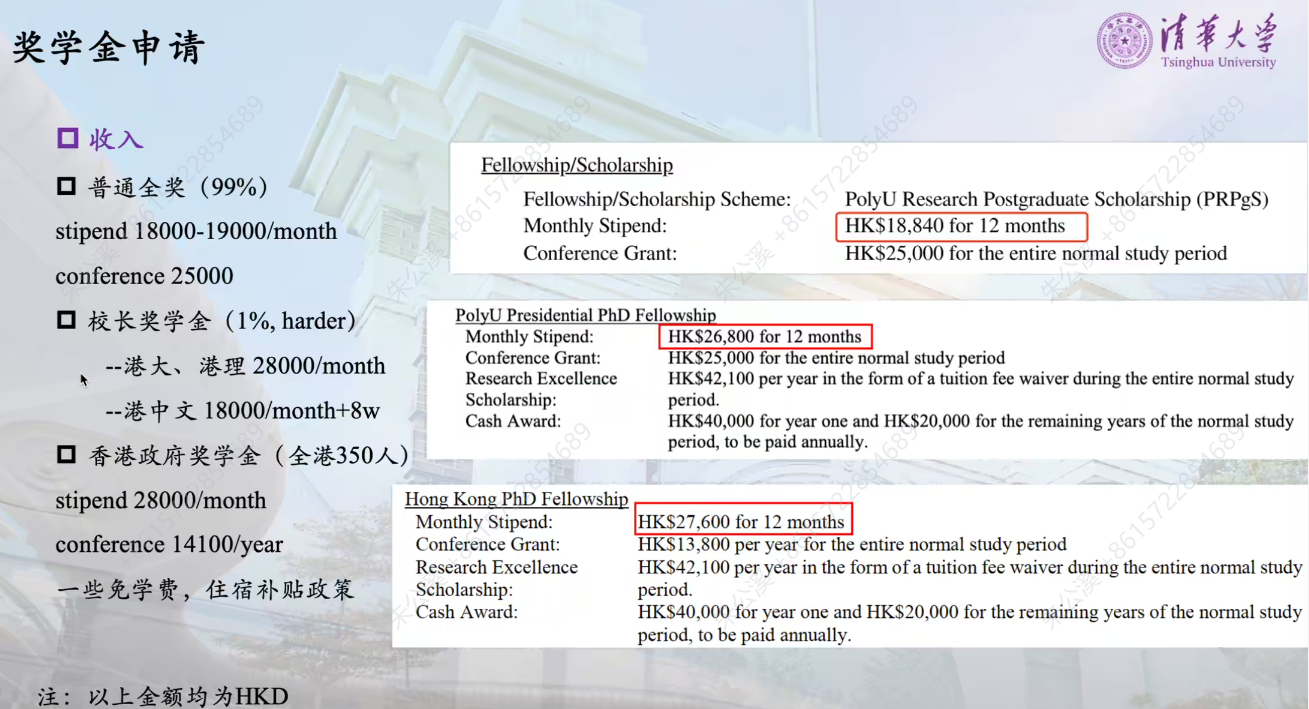 奖学金申请
清华大学
Tsinghua University
收入
普通全奖（99%）
stipend 18000-19000/month
conference 25000
校长奖学金（1%, harder）
--港大、港理 28000/month
--港中文 18000/month+8w
香港政府奖学金（全港350人）
stipend 28000/month
conference 14100/year
一些免学费，住宿补贴政策
注：以上金额均为HKD
Fellowship/Scholarship
Fellowship/Scholarship Scheme: PolyU Research Postgraduate Scholarship (PRPgS)
Monthly Stipend: HK$18,840 for 12 months
Conference Grant: HK$25,000 for the entire normal study period
PolyU Presidential PhD Fellowship
Monthly Stipend: HK$26,800 for 12 months
Conference Grant: HK$25,000 for the entire normal study period
Research Excellence HK$42,100 per year in the form of a tuition fee waiver during the entire normal study
Scholarship: period.
Cash Award: HK$40,000 for year one and HK$20,000 for the remaining years of the normal study
period, to be paid annually.
Hong Kong PhD Fellowship
Monthly Stipend: HK$27,600 for 12 months
Conference Grant: HK$13,800 per year for the entire normal study period
Research Excellence HK$42,100 per year in the form of a tuition fee waiver during the entire normal study
Scholarship: period.
Cash Award: HK$40,000 for year one and HK$20,000 for the remaining years of the normal study
period, to be paid annually.
朱公溪 +8615722854689